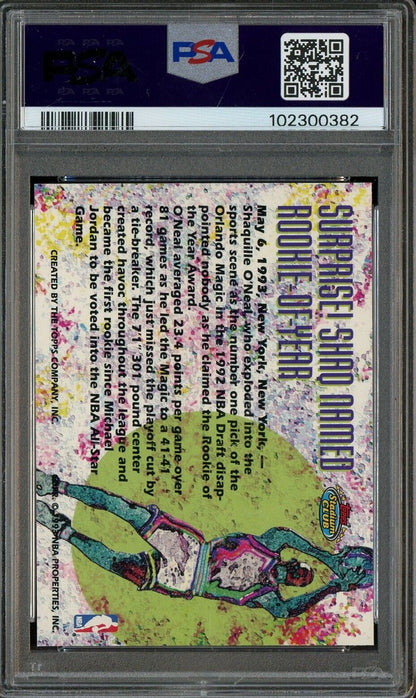 PSA
PSA
102300382
SURPRISE! SHAQ NAMED
ROOKIE-OF-YEAR
Topps
Stadium
CLUB
May 6, 1993, New York, New York, —
Shaquille O'Neal, who exploded into the
sports scene as the number one pick of the
Orlando Magic in the 1992 NBA Draft disap-
pointed nobody, as he claimed the Rookie of
the Year Award.
O'Neal averaged 23.4 points per game over
81 games as he led the Magic to a 41-41
record, which just missed the playoff cut by
a tie-breaker. The 7'1" 301 pound center
created havoc throughout the league and
became the first rookie since Michael
Jordan to be voted into the NBA All-Star
Game.
CREATED BY THE TOPPS COMPANY, INC.
NBA PROPERTIES, INC.
NBA